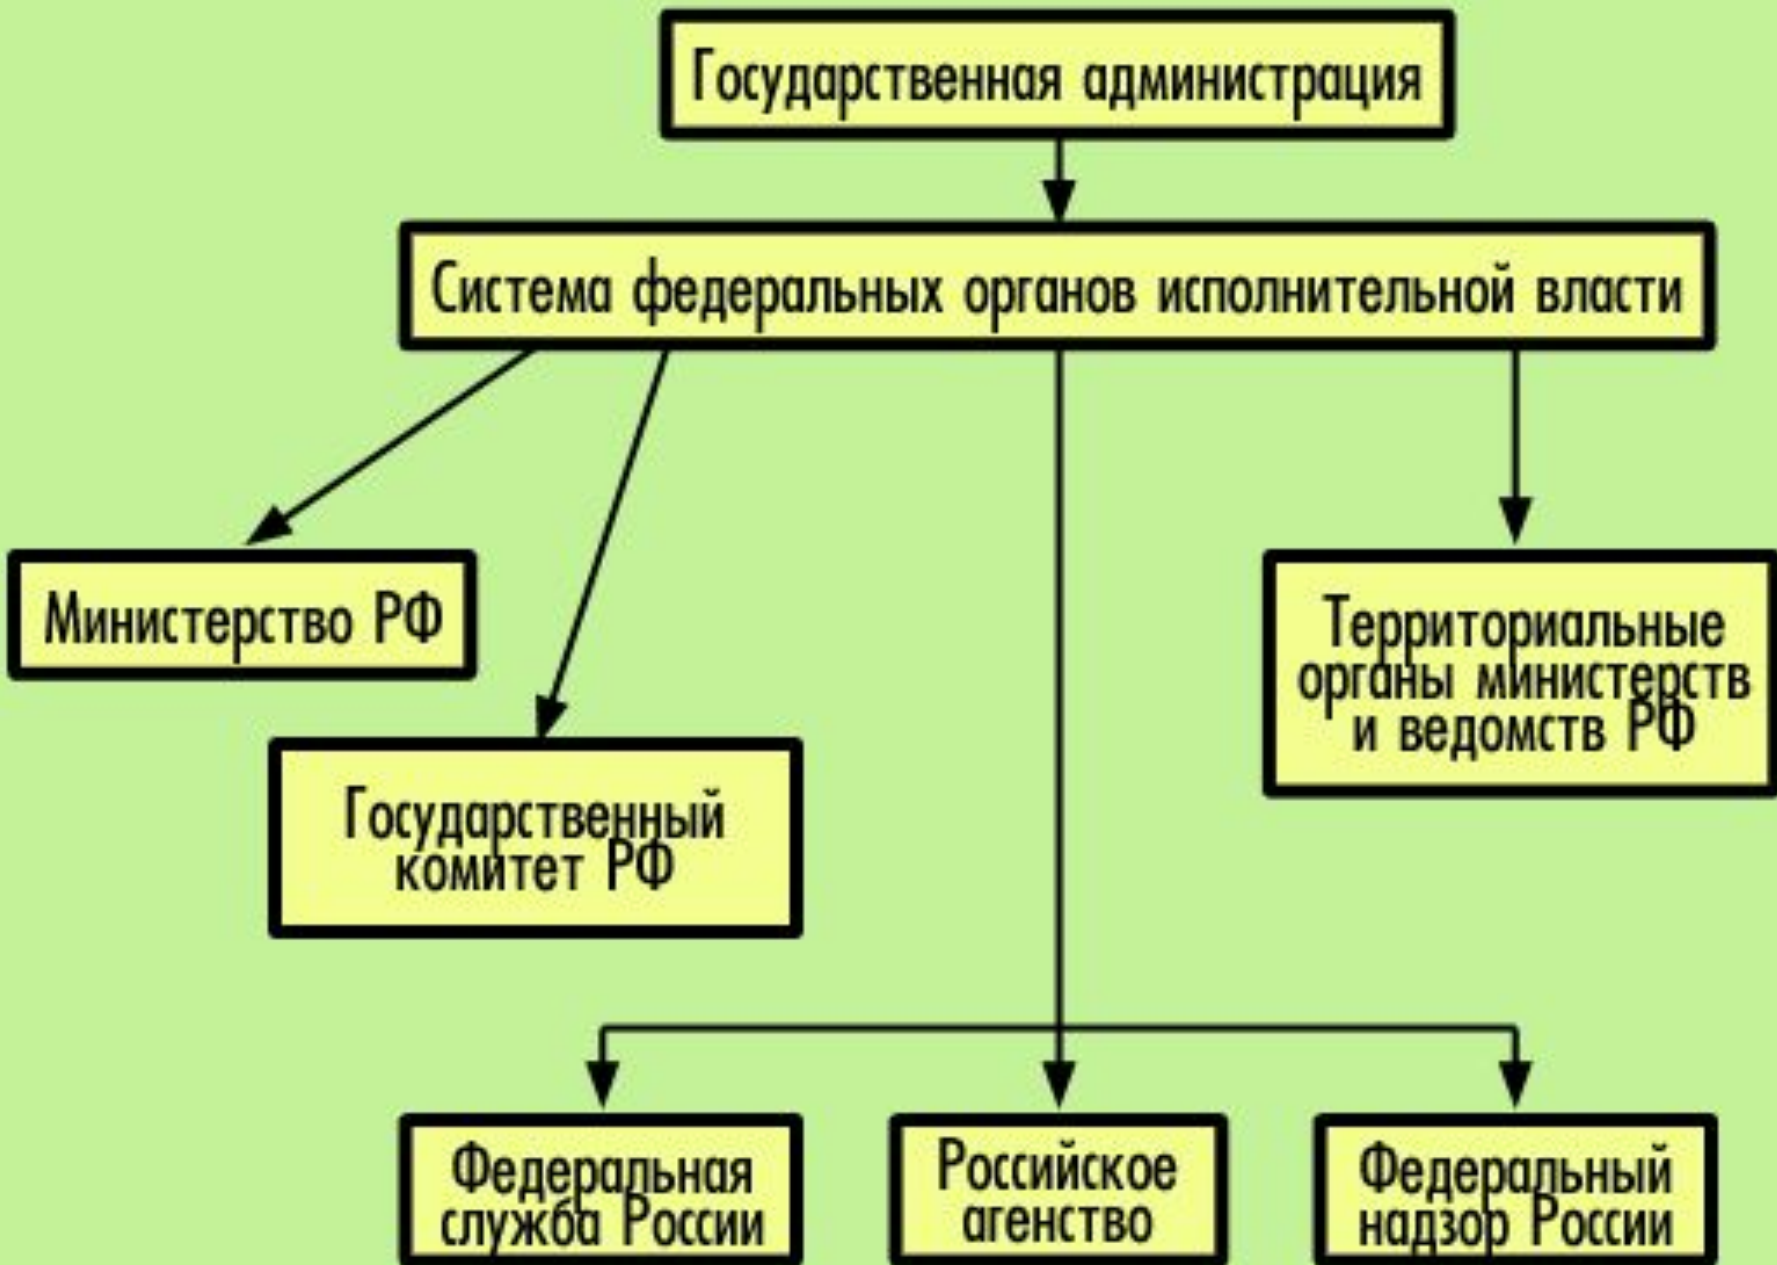 Государственная администрация
Система федеральных органов исполнительной власти
Министерство РФ
Территориальные
органы министерств
и ведомств РФ
Государственный
комитет РФ
Федеральная
служба России
Российское
агенство
Федеральный
надзор России